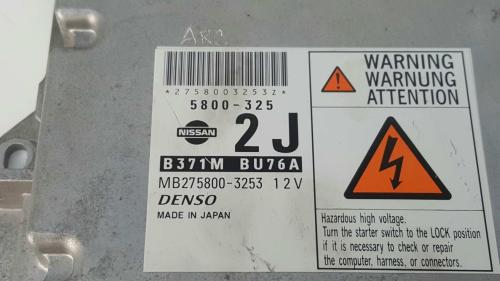 ARC
*2758003253Z*
5800-325
NISSAN 2J
B371M BU76A
MB275800-3253 12V
DENSO
MADE IN JAPAN
WARNING
WARNUNG
ATTENTION
Hazardous high voltage.
Turn the starter switch to the LOCK position
if it is necessary to check or repair
the computer, harness, or connectors.